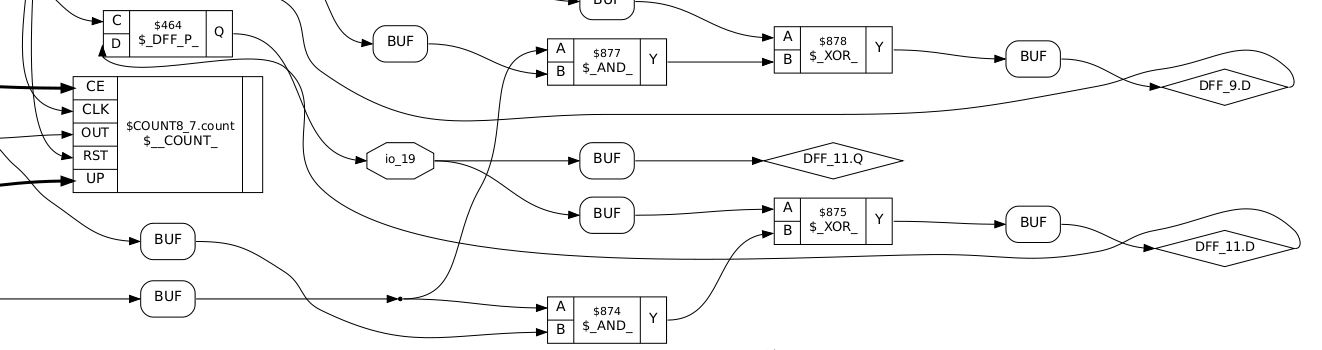 BUF
C
D
$464
$_DFF_P_
Q
BUF
A
B
$877
$_AND_
Y
A
B
$878
$_XOR_
Y
BUF
DFF_9.D
CE
CLK
OUT
RST
UP
$COUNT8_7.count
$__COUNT_
io_19
BUF
DFF_11.Q
BUF
A
B
$875
$_XOR_
Y
BUF
DFF_11.D
BUF
BUF
A
B
$874
$_AND_
Y